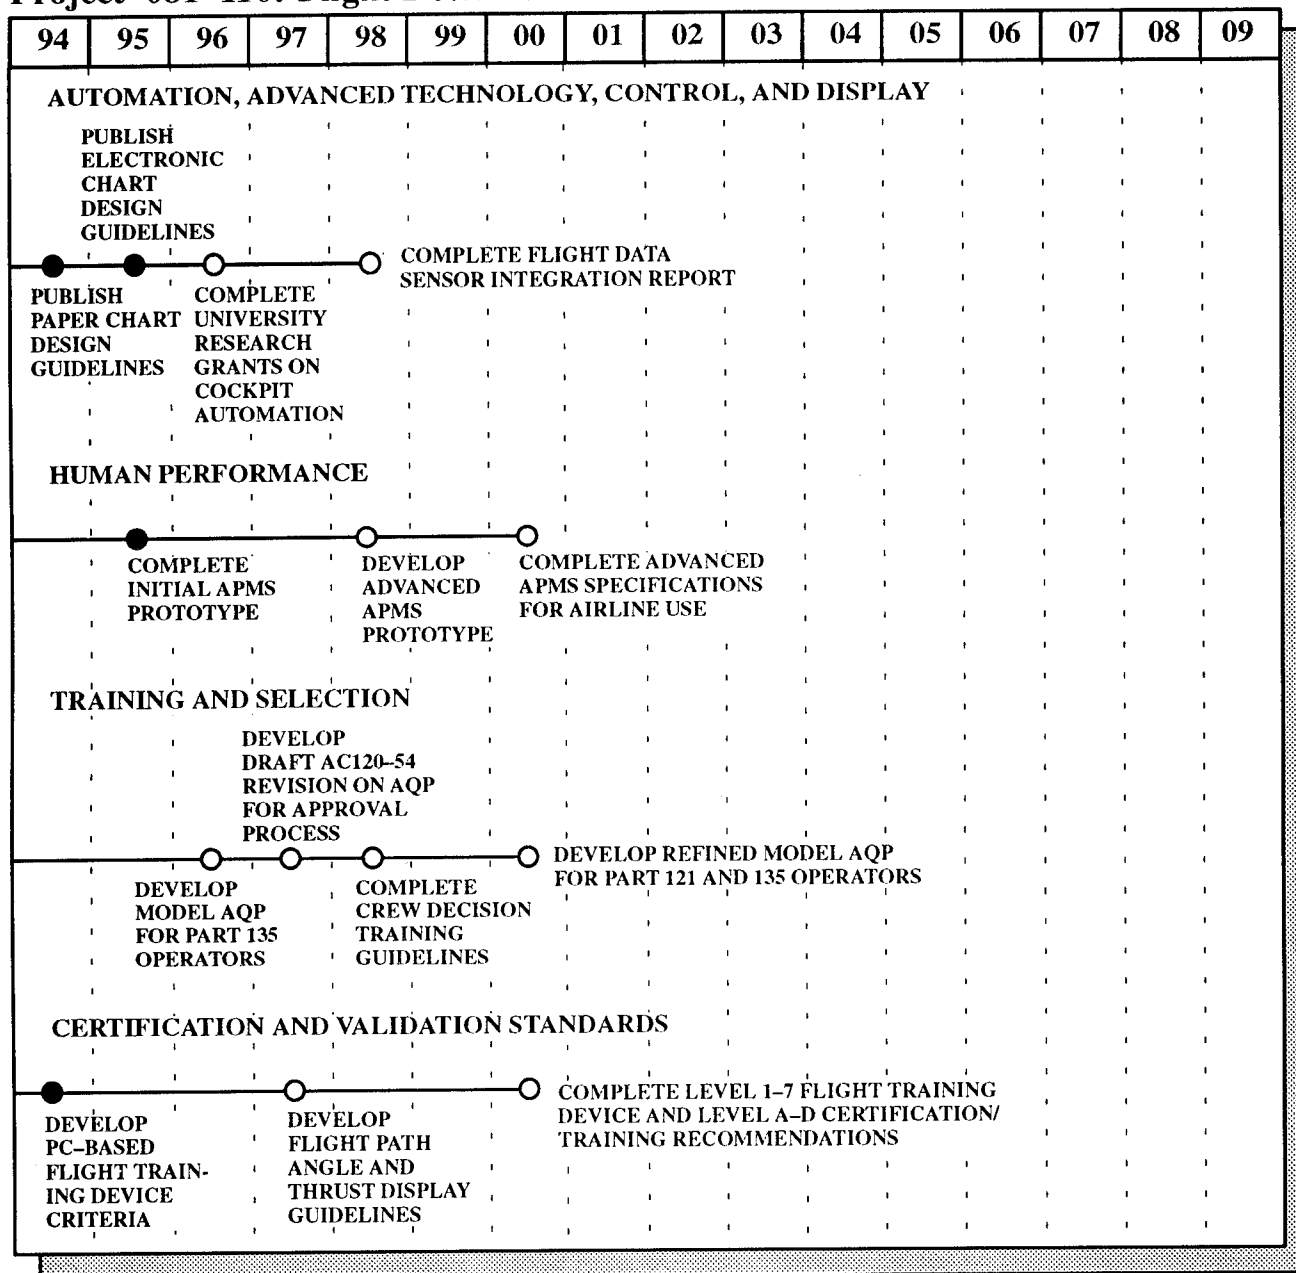 94 95 96 97 98 99 00 01 02 03 04 05 06 07 08 09
AUTOMATION, ADVANCED TECHNOLOGY, CONTROL, AND DISPLAY
PUBLISH
ELECTRONIC
CHART
DESIGN
GUIDELINES
COMPLETE FLIGHT DATA
SENSOR INTEGRATION REPORT
PUBLISH
PAPER CHART
DESIGN
GUIDELINES
COMPLETE
UNIVERSITY
RESEARCH
GRANTS ON
COCKPIT
AUTOMATION
HUMAN PERFORMANCE
COMPLETE
INITIAL APMS
PROTOTYPE
DEVELOP
ADVANCED
APMS
PROTOTYPE
COMPLETE ADVANCED
APMS SPECIFICATIONS
FOR AIRLINE USE
TRAINING AND SELECTION
DEVELOP
DRAFT AC120–54
REVISION ON AQP
FOR APPROVAL
PROCESS
DEVELOP REFINED MODEL AQP
FOR PART 121 AND 135 OPERATORS
DEVELOP
MODEL AQP
FOR PART 135
OPERATORS
COMPLETE
CREW DECISION
TRAINING
GUIDELINES
CERTIFICATION AND VALIDATION STANDARDS
COMPLETE LEVEL 1–7 FLIGHT TRAINING
DEVICE AND LEVEL A–D CERTIFICATION/
TRAINING RECOMMENDATIONS
DEVELOP
PC–BASED
FLIGHT TRAIN-
ING DEVICE
CRITERIA
DEVELOP
FLIGHT PATH
ANGLE AND
THRUST DISPLAY
GUIDELINES